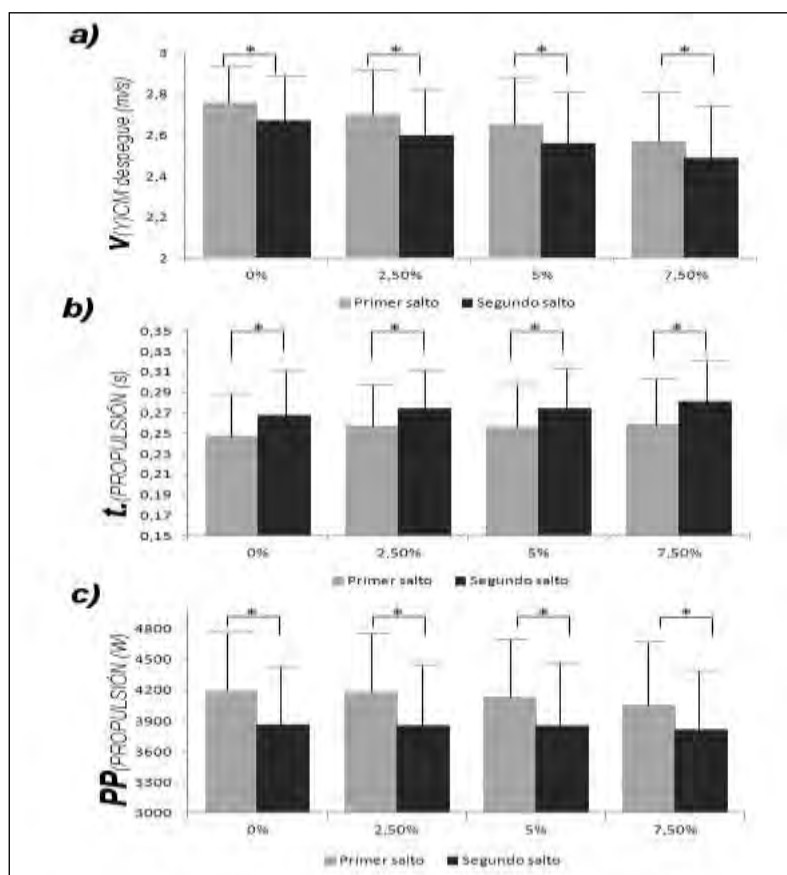 a)
V(Y)CM despegue (m/s)
3
2,8
2,6
2,4
2,2
2
* * * *
0% 2,50% 5% 7,50%
Primer salto Segundo salto
b)
t.(PROPULSIÓN (s)
0,35
0,33
0,31
0,29
0,27
0,25
0,23
0,21
0,19
0,17
0,15
* * * *
0% 2,50% 5% 7,50%
Primer salto Segundo salto
c)
PP(PROPULSIÓN (W)
4800
4500
4200
3900
3600
3300
3000
* * * *
0% 2,50% 5% 7,50%
Primer salto Segundo salto